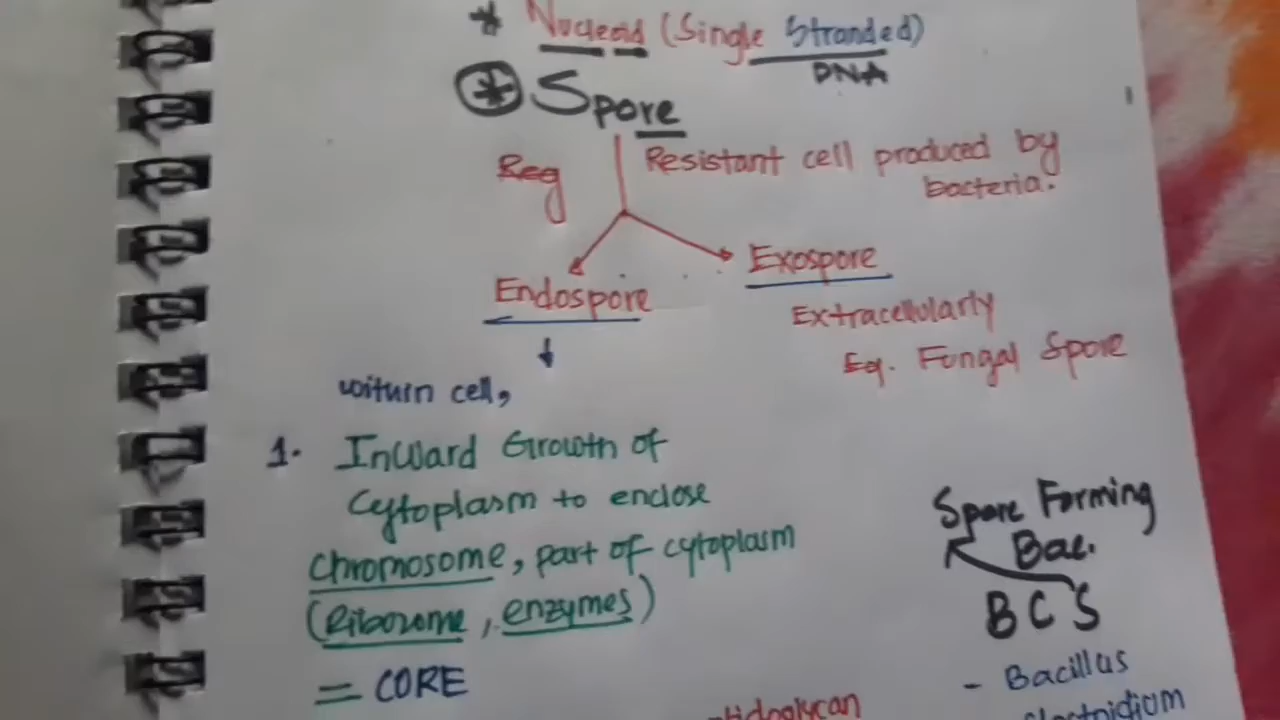 * Nucleoid (Single Stranded)
DNA
* Spore
Reg
Resistant cell produced by
bacteria.
Endospore
Exospore
Extracellularly
Eg. Fungal Spore
within cell,
1. Inward Growth of
Cytoplasm to enclose
chromosome, part of cytoplasm
(Ribosome, enzymes)
= CORE
Spore Forming
Bac.
B C S
- Bacillus